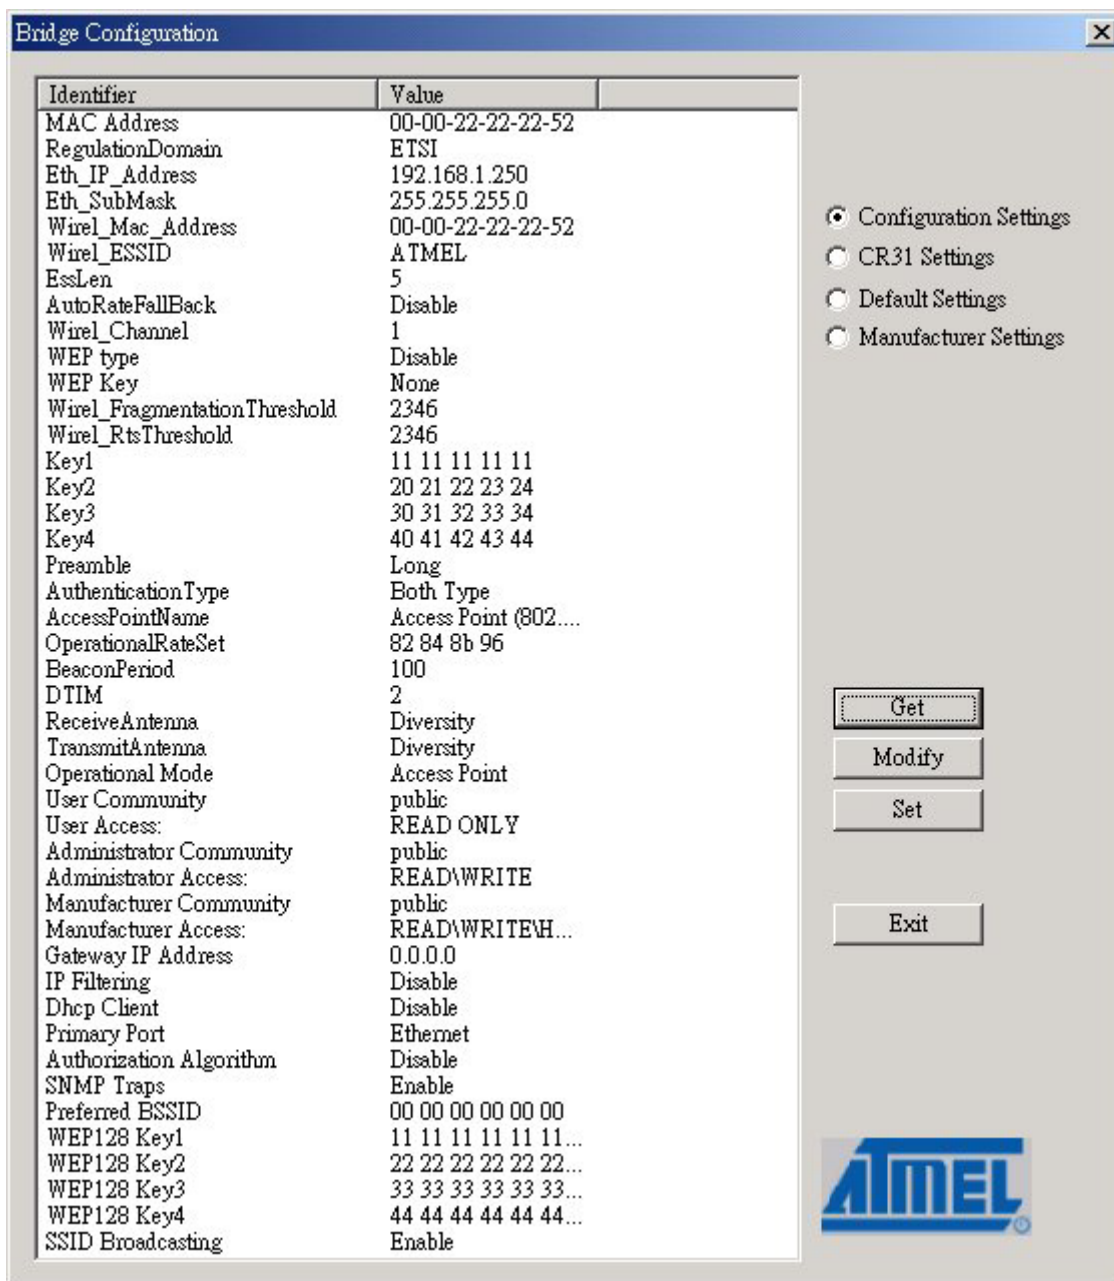 Bridge Configuration
Identifier Value
MAC Address 00-00-22-22-22-52
RegulationDomain ETSI
Eth_IP_Address 192.168.1.250
Eth_SubMask 255.255.255.0
Wirel_Mac_Address 00-00-22-22-22-52
Wirel_ESSID ATMEL
EssLen 5
AutoRateFallBack Disable
Wirel_Channel 1
WEP type Disable
WEP Key None
Wirel_FragmentationThreshold 2346
Wirel_RtsThreshold 2346
Key1 11 11 11 11 11
Key2 20 21 22 23 24
Key3 30 31 32 33 34
Key4 40 41 42 43 44
Preamble Long
AuthenticationType Both Type
AccessPointName Access Point (802....
OperationalRateSet 82 84 8b 96
BeaconPeriod 100
DTIM 2
ReceiveAntenna Diversity
TransmitAntenna Diversity
Operational Mode Access Point
User Community public
User Access: READ ONLY
Administrator Community public
Administrator Access: READ\WRITE
Manufacturer Community public
Manufacturer Access: READ\WRITE\H...
Gateway IP Address 0.0.0.0
IP Filtering Disable
Dhcp Client Disable
Primary Port Ethernet
Authorization Algorithm Disable
SNMP Traps Enable
Preferred BSSID 00 00 00 00 00 00
WEP128 Key1 11 11 11 11 11 11...
WEP128 Key2 22 22 22 22 22 22...
WEP128 Key3 33 33 33 33 33 33...
WEP128 Key4 44 44 44 44 44 44...
SSID Broadcasting Enable
Configuration Settings
CR31 Settings
Default Settings
Manufacturer Settings
Get
Modify
Set
Exit
ATMEL